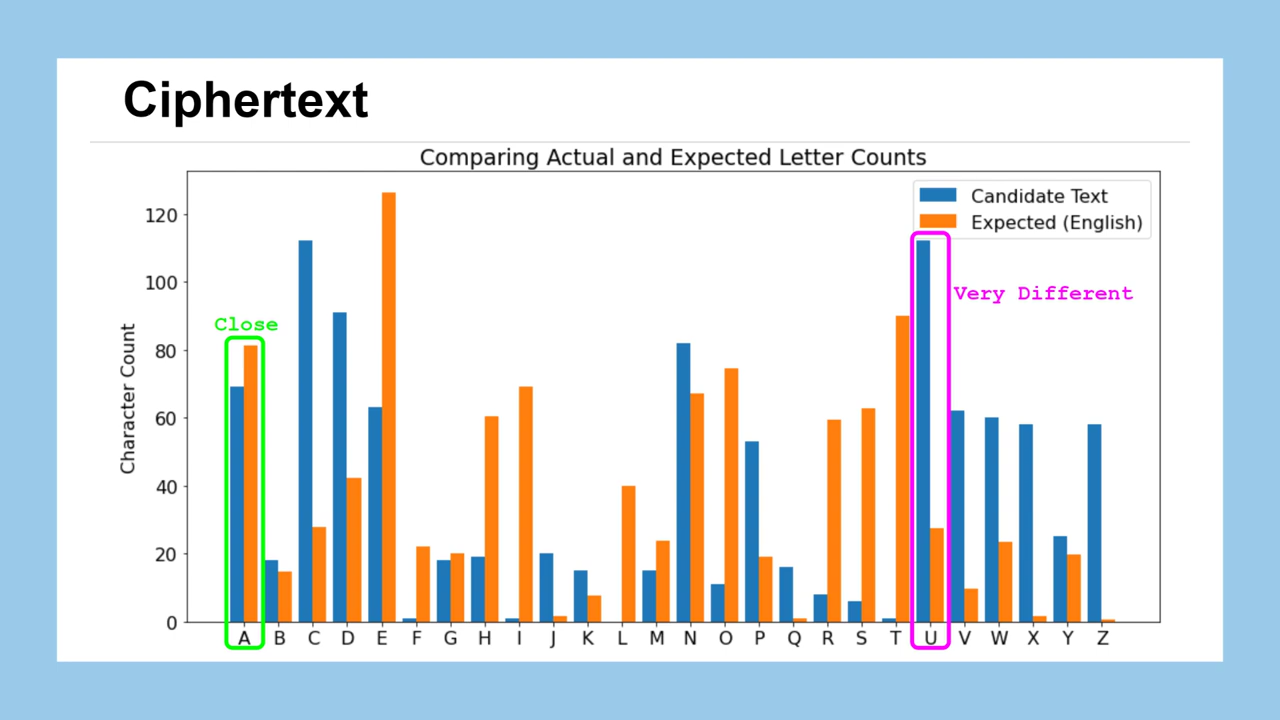 Ciphertext
Comparing Actual and Expected Letter Counts
Candidate Text
Expected (English)
Very Different
Close
Character Count
120
100
80
60
40
20
0
A B C D E F G H I J K L M N O P Q R S T U V W X Y Z